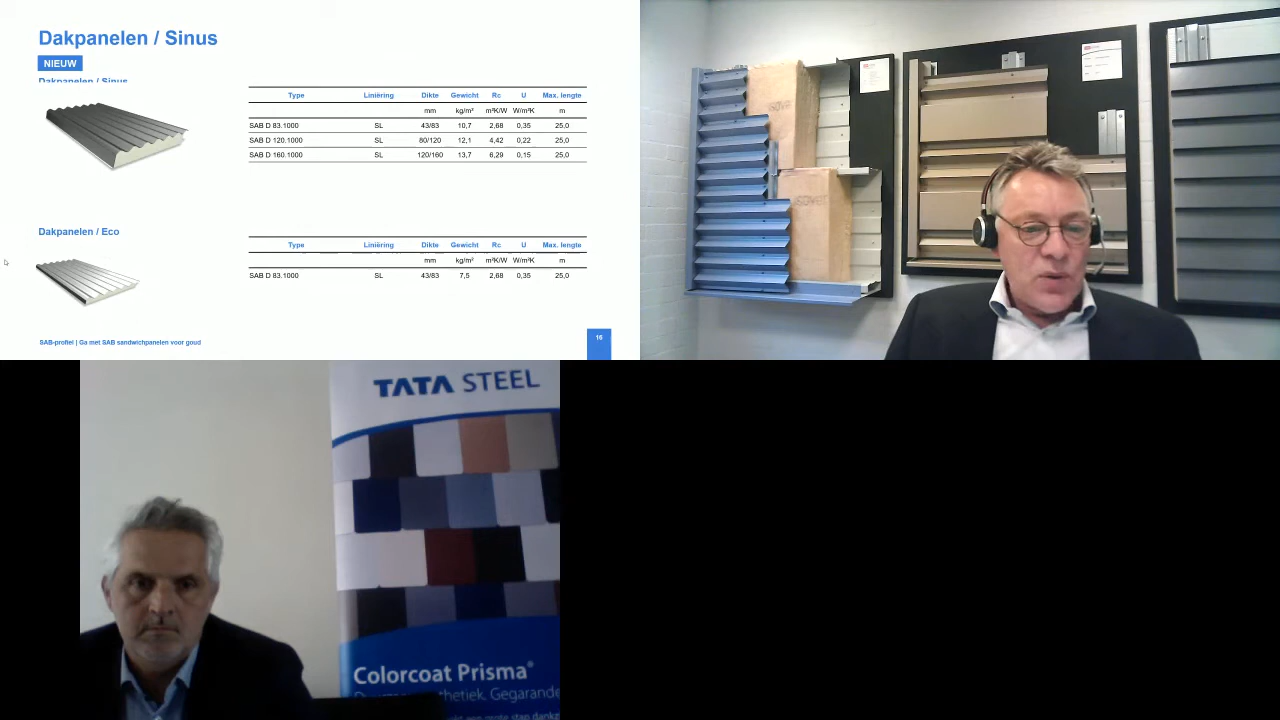 Dakpanelen / Sinus
NIEUW
Dakpanelen / Sinus
Type Liniëring Dikte Gewicht Rc U Max. lengte
mm kg/m² m²K/W W/m²K m
SAB D 83.1000 SL 43/83 10,7 2,68 0,35 25,0
SAB D 120.1000 SL 80/120 12,1 4,42 0,22 25,0
SAB D 160.1000 SL 120/160 13,7 6,29 0,15 25,0
Dakpanelen / Eco
Type Liniëring Dikte Gewicht Rc U Max. lengte
mm kg/m² m²K/W W/m²K m
SAB D 83.1000 SL 43/83 7,5 2,68 0,35 25,0
SAB-profiel | Ga met SAB sandwichpanelen voor goud
16
TATA STEEL
Colorcoat Prisma®
Gegarande